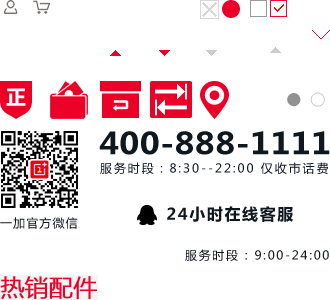 正
400-888-1111
服务时段：8:30--22:00 仅收市话费
一加官方微信
24小时在线客服
服务时段：9:00-24:00
热销配件